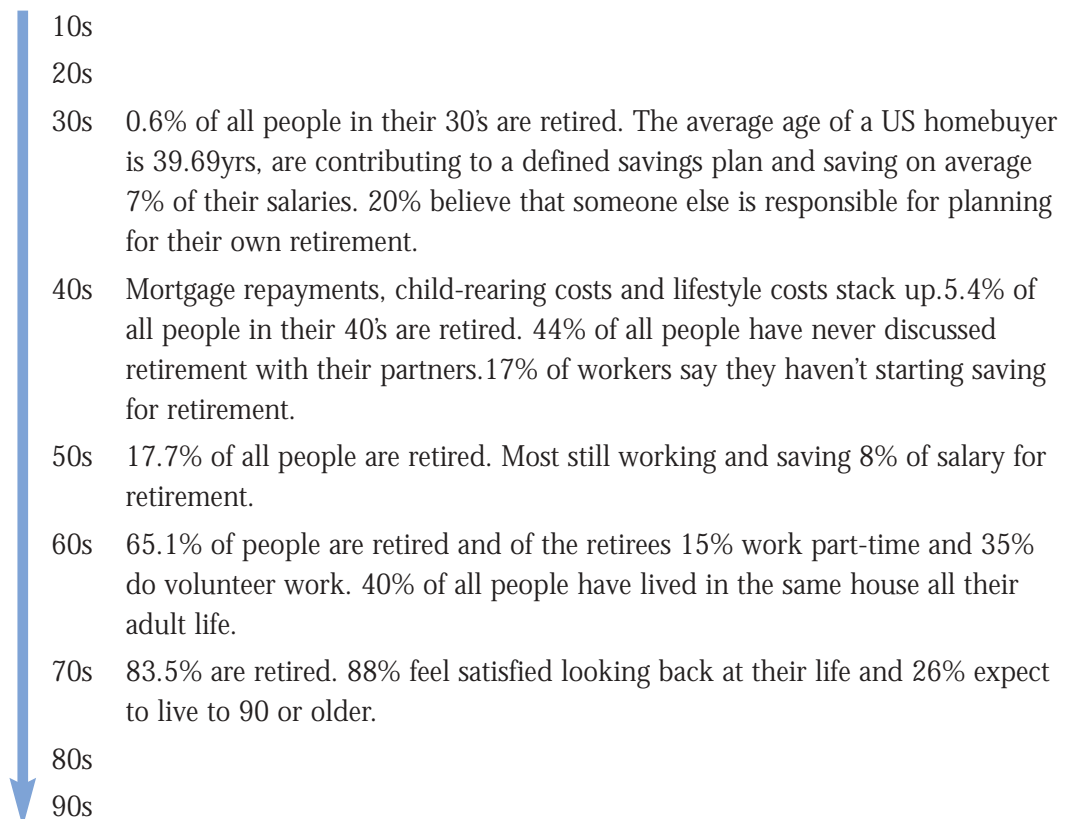 10s
20s
30s 0.6% of all people in their 30's are retired. The average age of a US homebuyer
is 39.69yrs, are contributing to a defined savings plan and saving on average
7% of their salaries. 20% believe that someone else is responsible for planning
for their own retirement.
40s Mortgage repayments, child-rearing costs and lifestyle costs stack up.5.4% of
all people in their 40's are retired. 44% of all people have never discussed
retirement with their partners.17% of workers say they haven't starting saving
for retirement.
50s 17.7% of all people are retired. Most still working and saving 8% of salary for
retirement.
60s 65.1% of people are retired and of the retirees 15% work part-time and 35%
do volunteer work. 40% of all people have lived in the same house all their
adult life.
70s 83.5% are retired. 88% feel satisfied looking back at their life and 26% expect
to live to 90 or older.
80s
90s